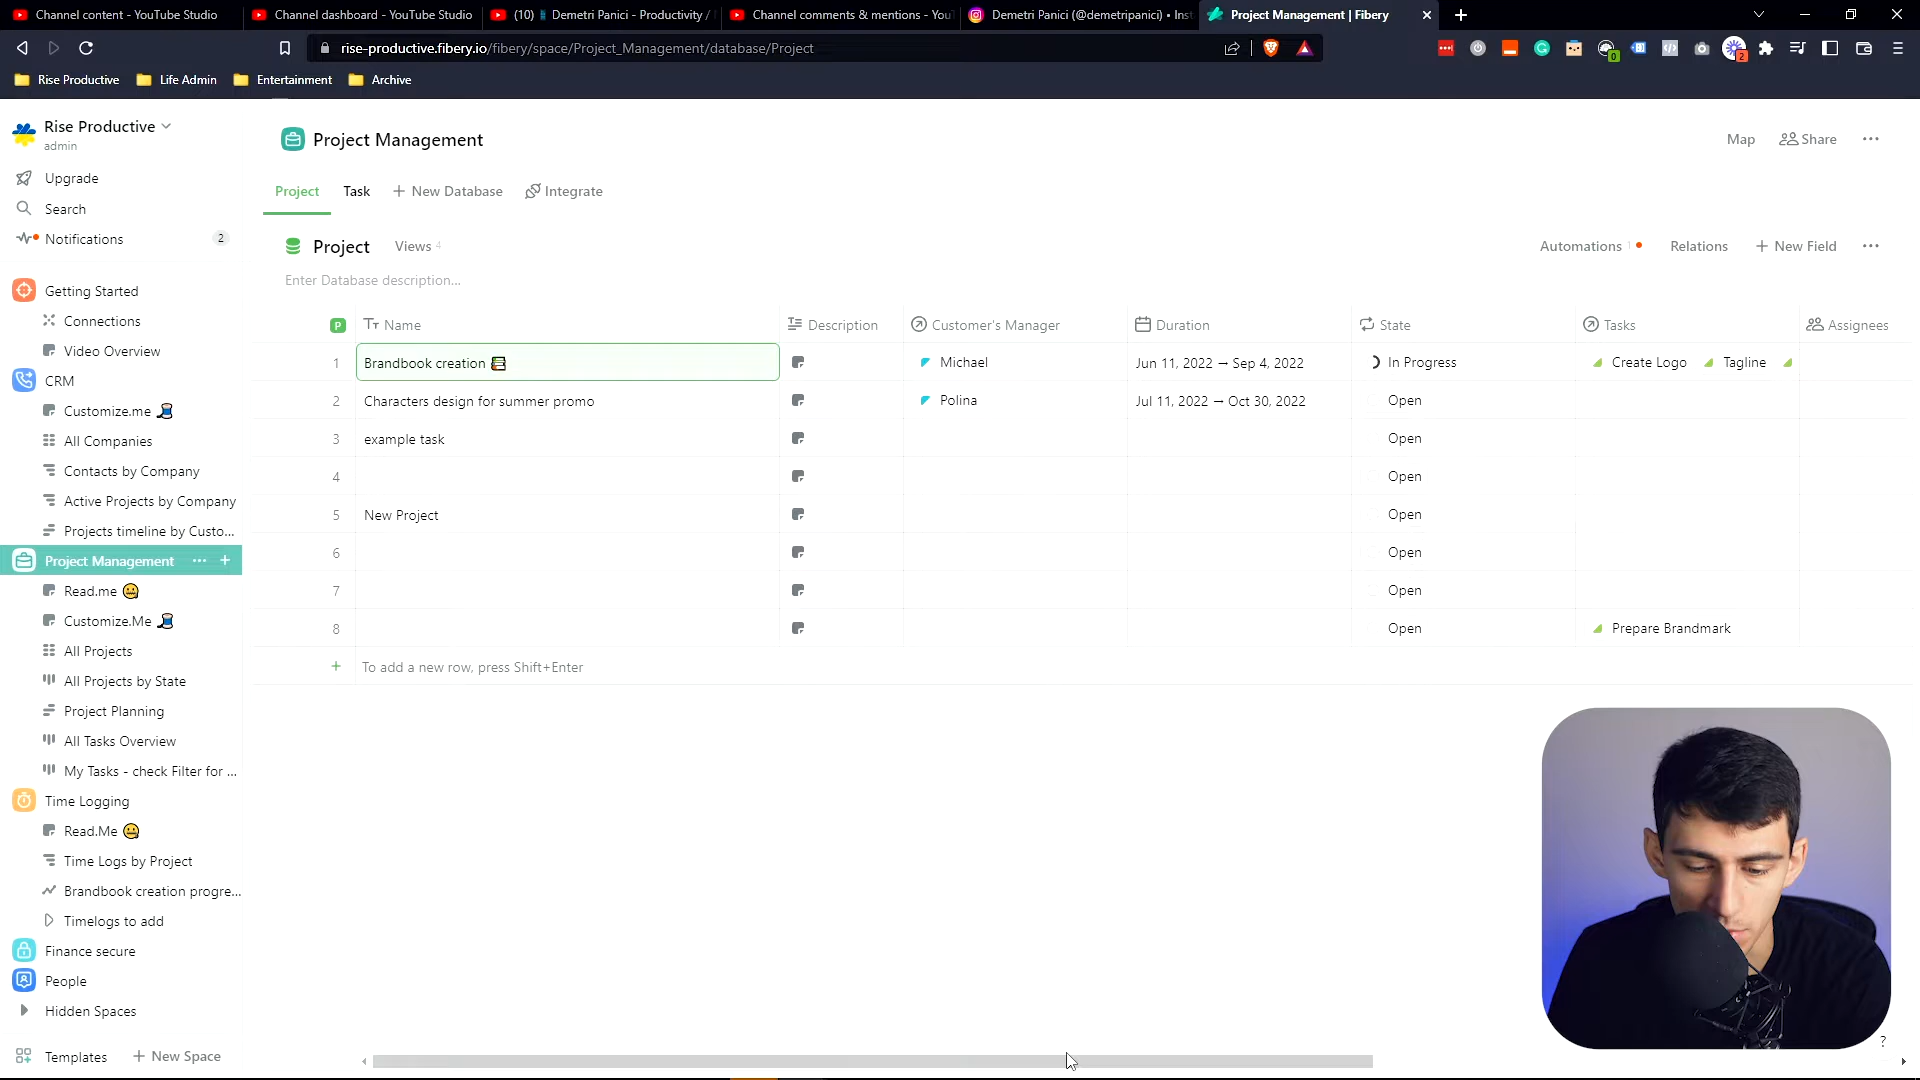 Channel content - YouTube Studio
Channel dashboard - YouTube Studio
(10) Demetri Panici - Productivity /
Channel comments & mentions - You
Demetri Panici (@demetripanici) • Ins
Project Management | Fibery
rise-productive.fibery.io/fibery/space/Project_Management/database/Project
0
2
Rise Productive
Life Admin
Entertainment
Archive
Rise Productive
admin
Upgrade
Search
Notifications 2
Getting Started
Connections
Video Overview
CRM
Customize.me
All Companies
Contacts by Company
Active Projects by Company
Projects timeline by Custo...
Project Management
Read.me
Customize.Me
All Projects
All Projects by State
Project Planning
All Tasks Overview
My Tasks - check Filter for ...
Time Logging
Read.Me
Time Logs by Project
Brandbook creation progre...
Timelogs to add
Finance secure
People
Hidden Spaces
Templates + New Space
Project Management
Map Share
Project Task + New Database Integrate
Project Views 4
Automations 1 Relations + New Field
Enter Database description...
P Name Description Customer's Manager Duration State Tasks Assignees
1 Brandbook creation Michael Jun 11, 2022 → Sep 4, 2022 In Progress Create Logo Tagline
2 Characters design for summer promo Polina Jul 11, 2022 → Oct 30, 2022 Open
3 example task Open
4 Open
5 New Project Open
6 Open
7 Open
8 Open Prepare Brandmark
+ To add a new row, press Shift+Enter
?